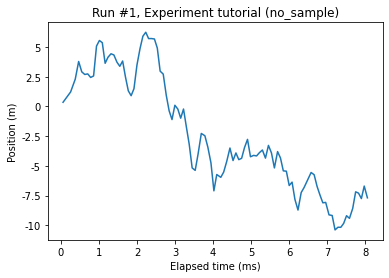 Run #1, Experiment tutorial (no_sample)
Position (m)
5
2.5
0
-2.5
-5
-7.5
-10
0 1 2 3 4 5 6 7 8
Elapsed time (ms)